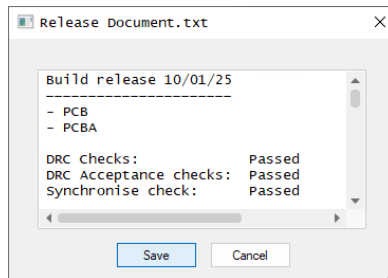 Release Document.txt
Build release 10/01/25
----------------------
- PCB
- PCBA
DRC Checks: Passed
DRC Acceptance checks: Passed
Synchronise check: Passed
Save Cancel